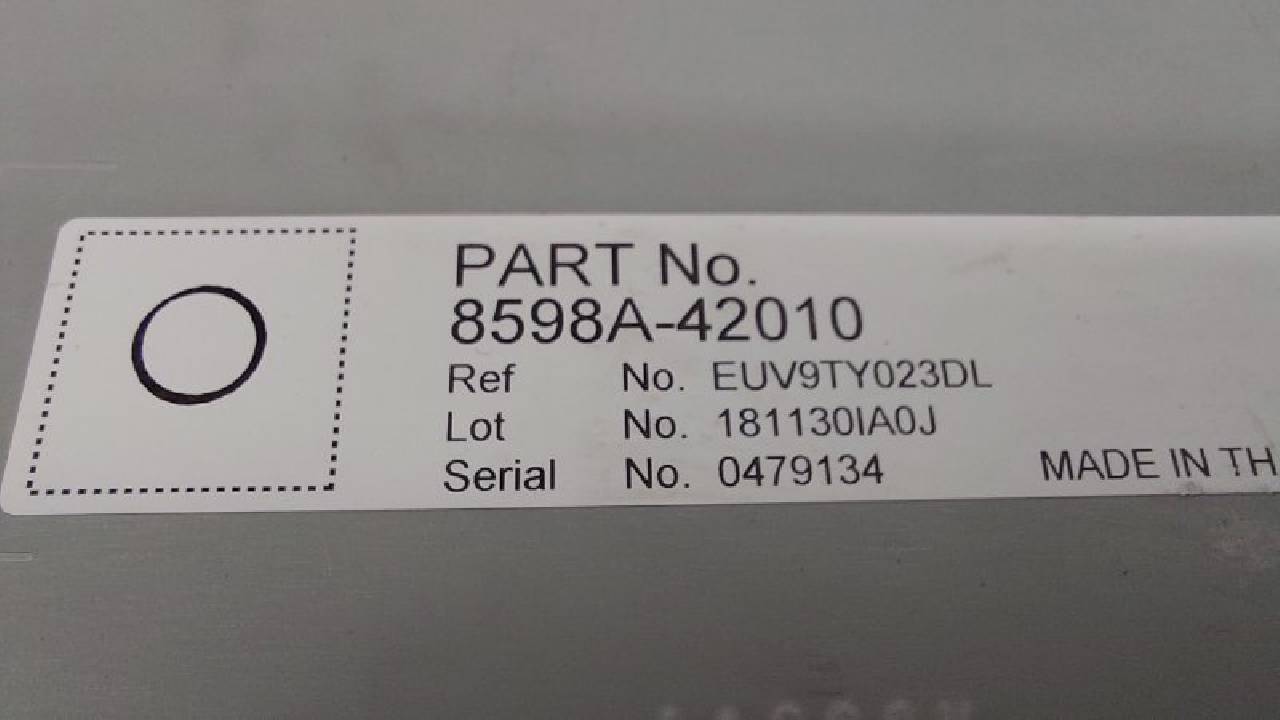 PART No.
8598A-42010
Ref No. EUV9TY023DL
Lot No. 181130IA0J
Serial No. 0479134
MADE IN TH